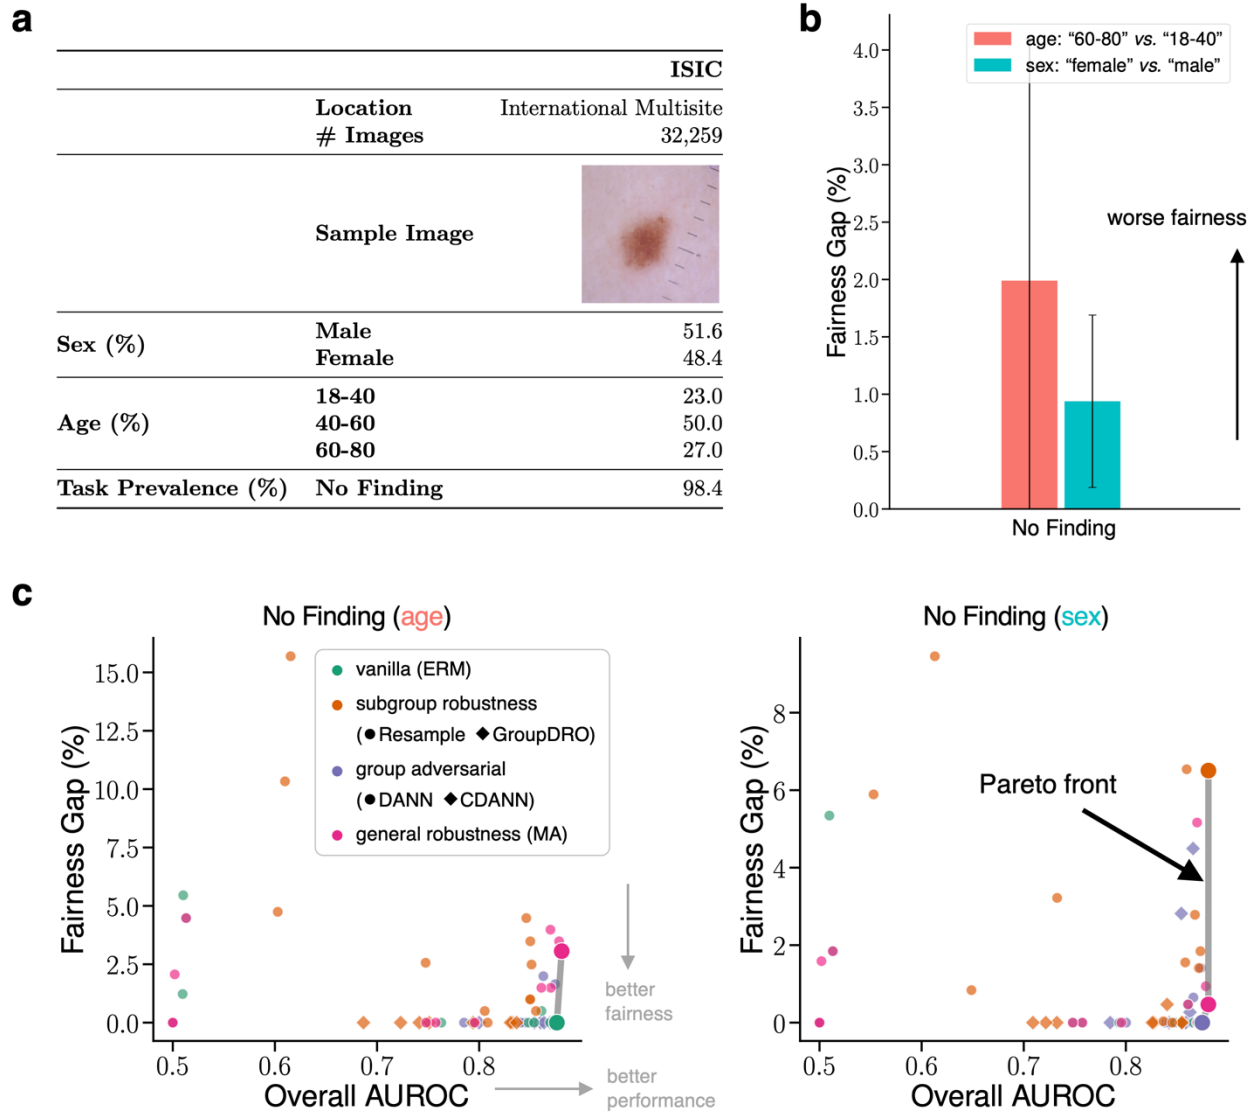 a
ISIC
Location International Multisite
# Images 32,259
Sample Image
Sex (%)
Male 51.6
Female 48.4
Age (%)
18-40 23.0
40-60 50.0
60-80 27.0
Task Prevalence (%) No Finding 98.4
b
age: “60-80” vs. “18-40”
sex: “female” vs. “male”
Fairness Gap (%)
4.0
3.5
3.0
2.5
2.0
1.5
1.0
0.5
0.0
No Finding
worse fairness
c
No Finding (age)
Fairness Gap (%)
15.0
12.5
10.0
7.5
5.0
2.5
0.0
vanilla (ERM)
subgroup robustness
(● Resample ◆ GroupDRO)
group adversarial
(● DANN ◆ CDANN)
general robustness (MA)
better
fairness
0.5 0.6 0.7 0.8
Overall AUROC
better
performance
No Finding (sex)
Fairness Gap (%)
8
6
4
2
0
Pareto front
0.5 0.6 0.7 0.8
Overall AUROC